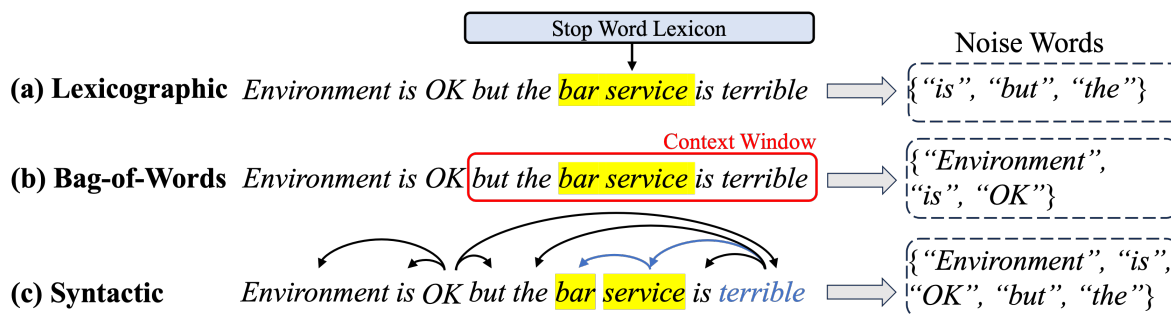 Stop Word Lexicon
Noise Words
(a) Lexicographic Environment is OK but the bar service is terrible {“is”, “but”, “the”}
Context Window
(b) Bag-of-Words Environment is OK but the bar service is terrible {“Environment”,
“is”, “OK”}
(c) Syntactic Environment is OK but the bar service is terrible {“Environment”, “is”,
“OK”, “but”, “the”}